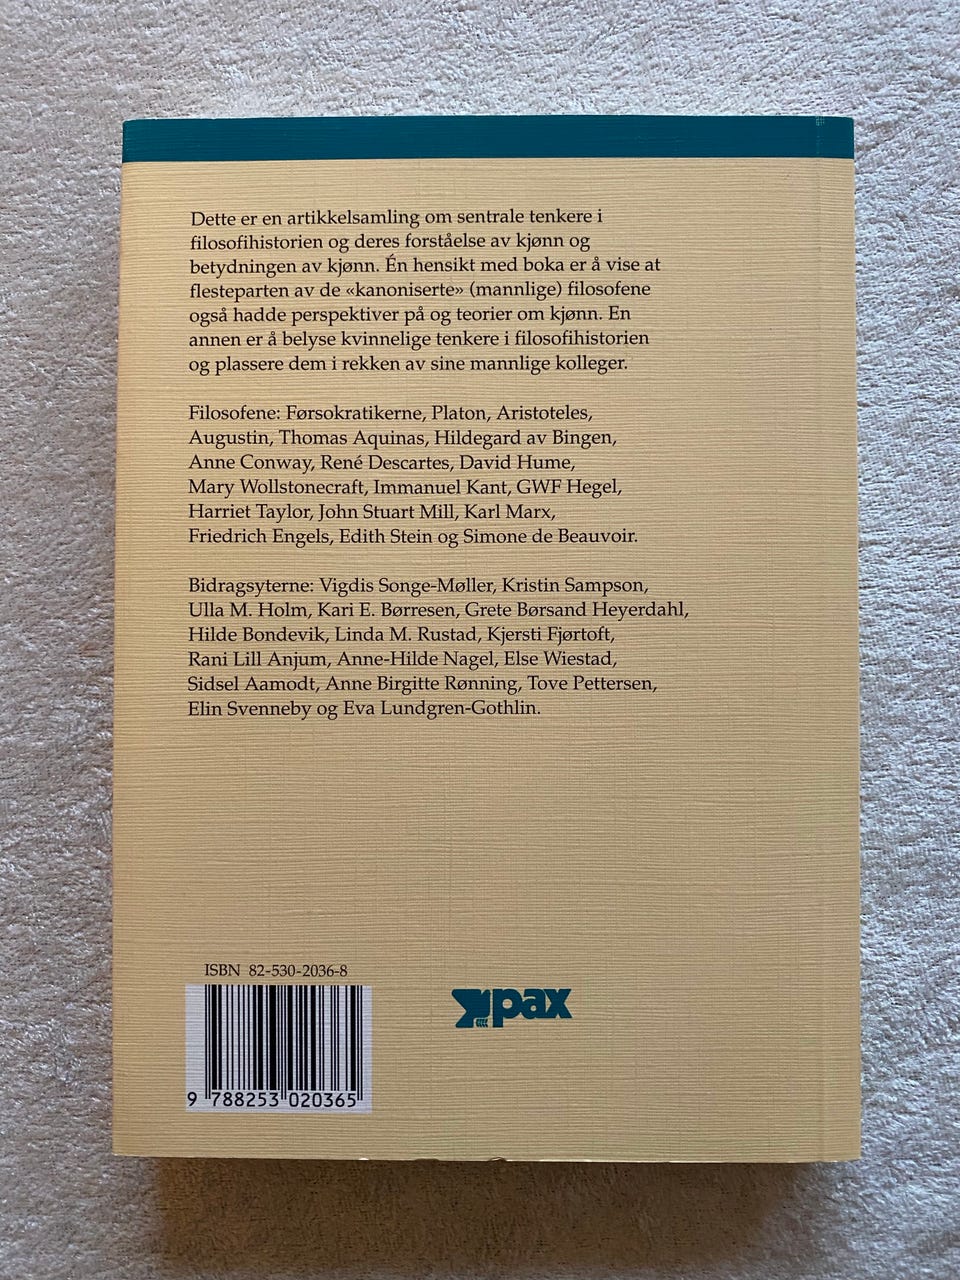 Dette er en artikkelsamling om sentrale tenkere i
filosofihistorien og deres forståelse av kjønn og
betydningen av kjønn. Én hensikt med boka er å vise at
flesteparten av de «kanoniserte» (mannlige) filosofene
også hadde perspektiver på og teorier om kjønn. En
annen er å belyse kvinnelige tenkere i filosofihistorien
og plassere dem i rekken av sine mannlige kolleger.
Filosofene: Førsokratikerne, Platon, Aristoteles,
Augustin, Thomas Aquinas, Hildegard av Bingen,
Anne Conway, René Descartes, David Hume,
Mary Wollstonecraft, Immanuel Kant, GWF Hegel,
Harriet Taylor, John Stuart Mill, Karl Marx,
Friedrich Engels, Edith Stein og Simone de Beauvoir.
Bidragsyterne: Vigdis Songe-Møller, Kristin Sampson,
Ulla M. Holm, Kari E. Børresen, Grete Børsand Heyerdahl,
Hilde Bondevik, Linda M. Rustad, Kjersti Fjørtoft,
Rani Lill Anjum, Anne-Hilde Nagel, Else Wiestad,
Sidsel Aamodt, Anne Birgitte Rønning, Tove Pettersen,
Elin Svenneby og Eva Lundgren-Gothlin.
ISBN 82-530-2036-8
pax
9 788253 020365